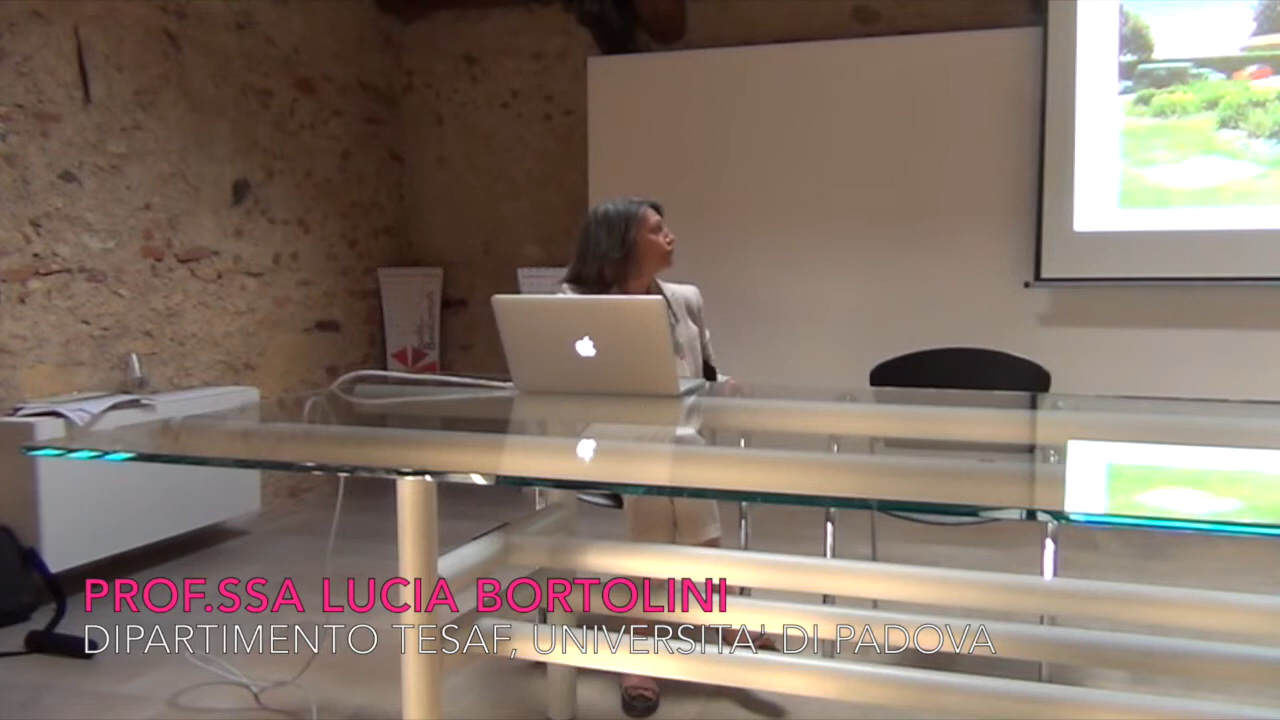 PROF.SSA LUCIA BORTOLINI
DIPARTIMENTO TESAF, UNIVERSITA' DI PADOVA